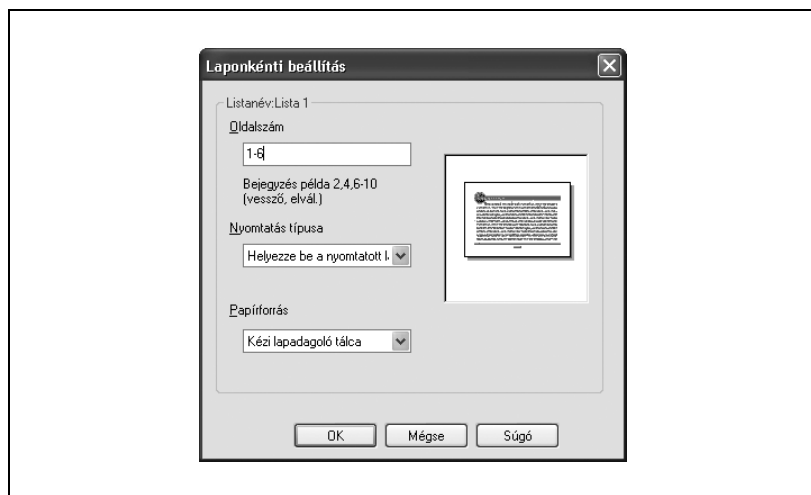 Laponkénti beállítás
Listanév:Lista 1
Oldalszám
1-6
Bejegyzés példa 2,4,6-10
(vessző, elvál.)
Nyomtatás típusa
Helyezze be a nyomtatott l
Papírforrás
Kézi lapadagoló tálca
OK
Mégse
Súgó